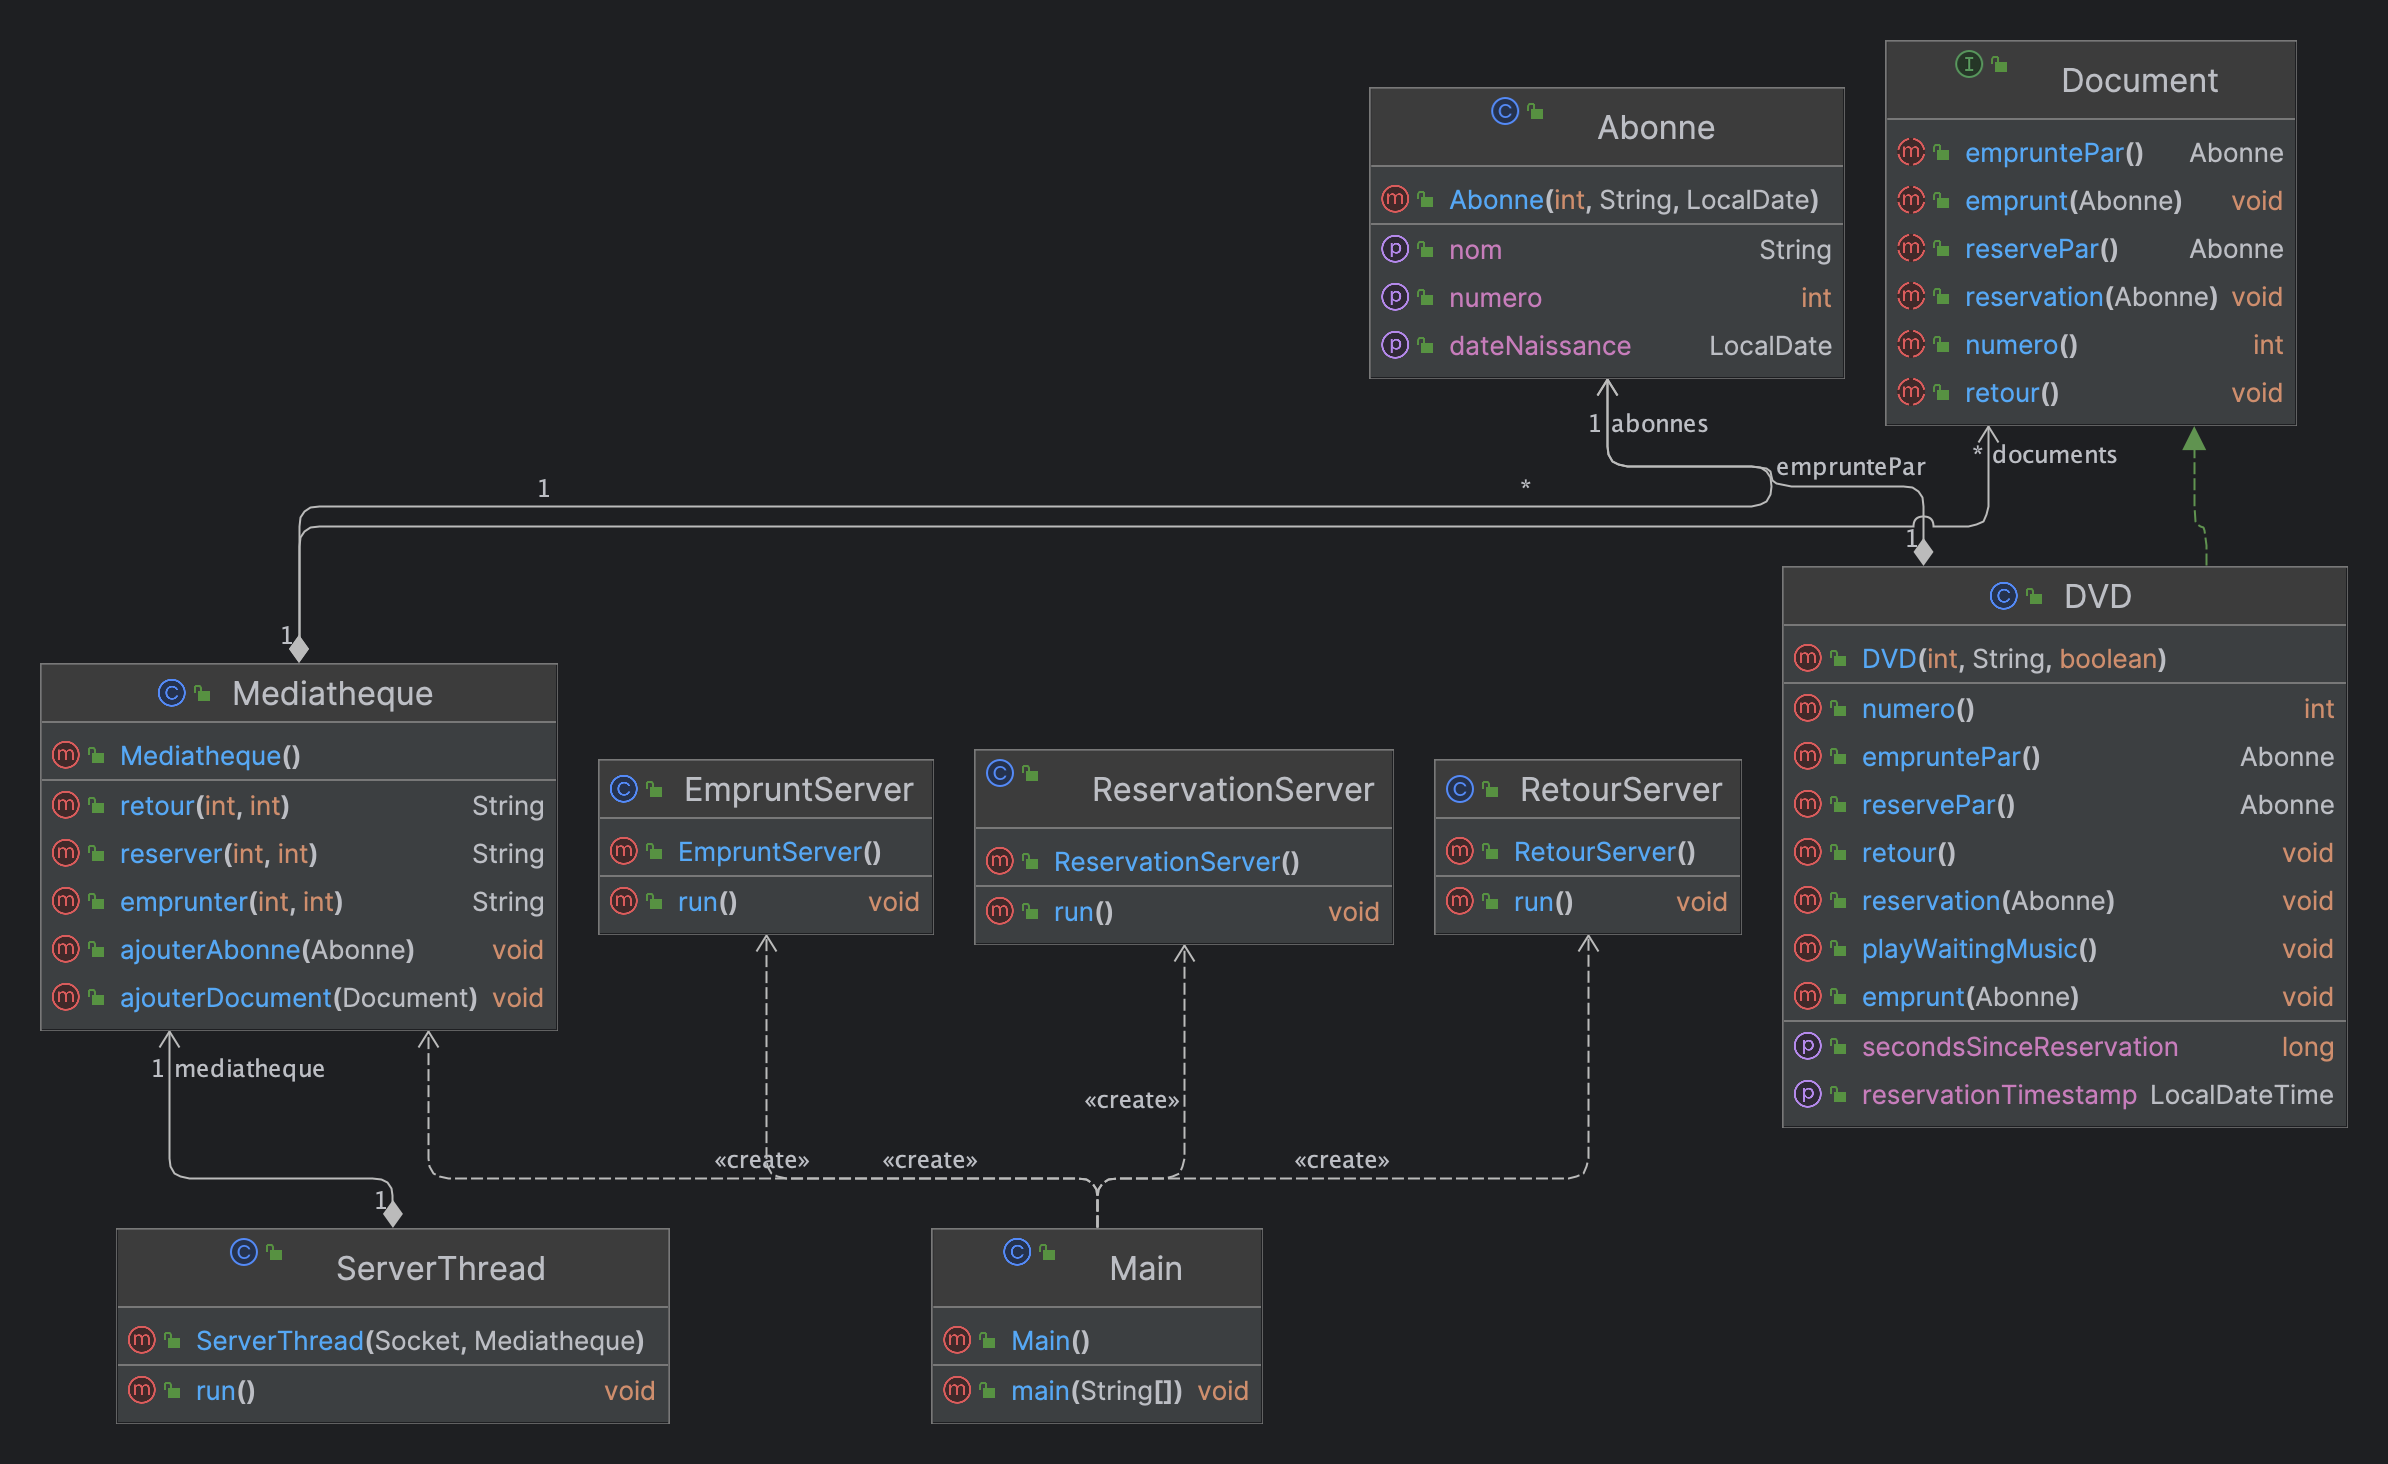 Document
empruntePar() Abonne
emprunt(Abonne) void
reservePar() Abonne
reservation(Abonne) void
numero() int
retour() void
Abonne
Abonne(int, String, LocalDate)
nom String
numero int
dateNaissance LocalDate
1 abonnes
* documents
empruntePar
1
*
1
1
DVD
DVD(int, String, boolean)
numero() int
empruntePar() Abonne
reservePar() Abonne
retour() void
reservation(Abonne) void
playWaitingMusic() void
emprunt(Abonne) void
secondsSinceReservation long
reservationTimestamp LocalDateTime
Mediatheque
Mediatheque()
retour(int, int) String
reserver(int, int) String
emprunter(int, int) String
ajouterAbonne(Abonne) void
ajouterDocument(Document) void
EmpruntServer
EmpruntServer()
run() void
ReservationServer
ReservationServer()
run() void
RetourServer
RetourServer()
run() void
1 mediatheque
«create»
«create»
«create»
«create»
1
ServerThread
ServerThread(Socket, Mediatheque)
run() void
Main
Main()
main(String[]) void